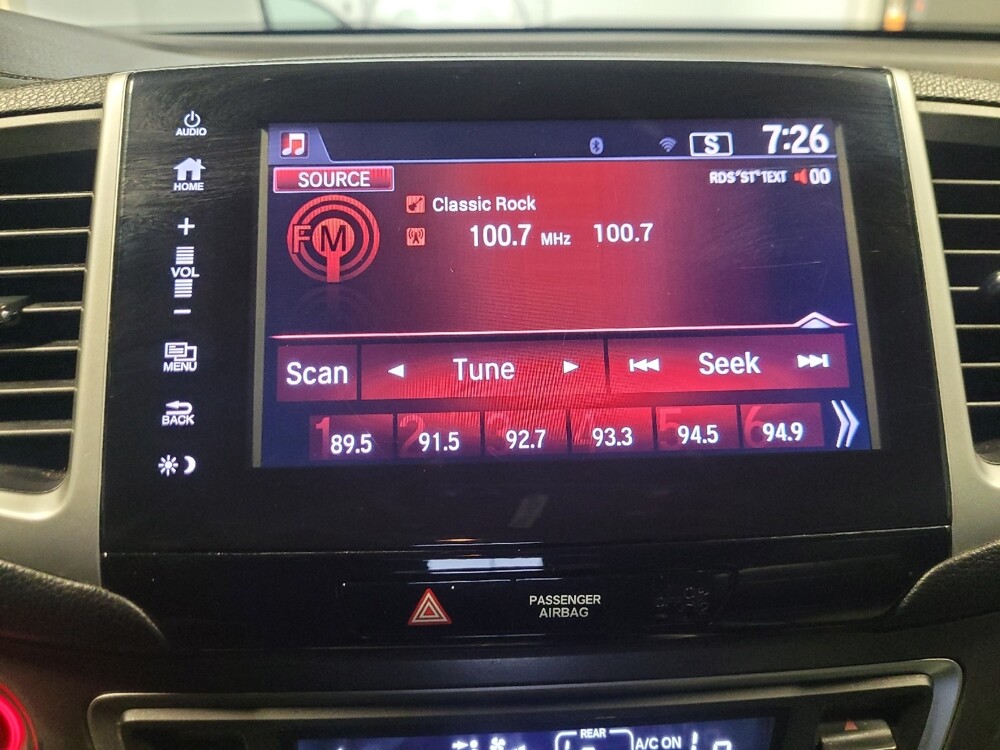 AUDIO
HOME
+
VOL
−
MENU
BACK
S 7:26
SOURCE RDS "ST" TEXT 00
FM
Classic Rock
100.7 MHz 100.7
Scan Tune Seek
1 2 3 4 5 6
89.5 91.5 92.7 93.3 94.5 94.9
PASSENGER
AIRBAG
REAR
A/C ON